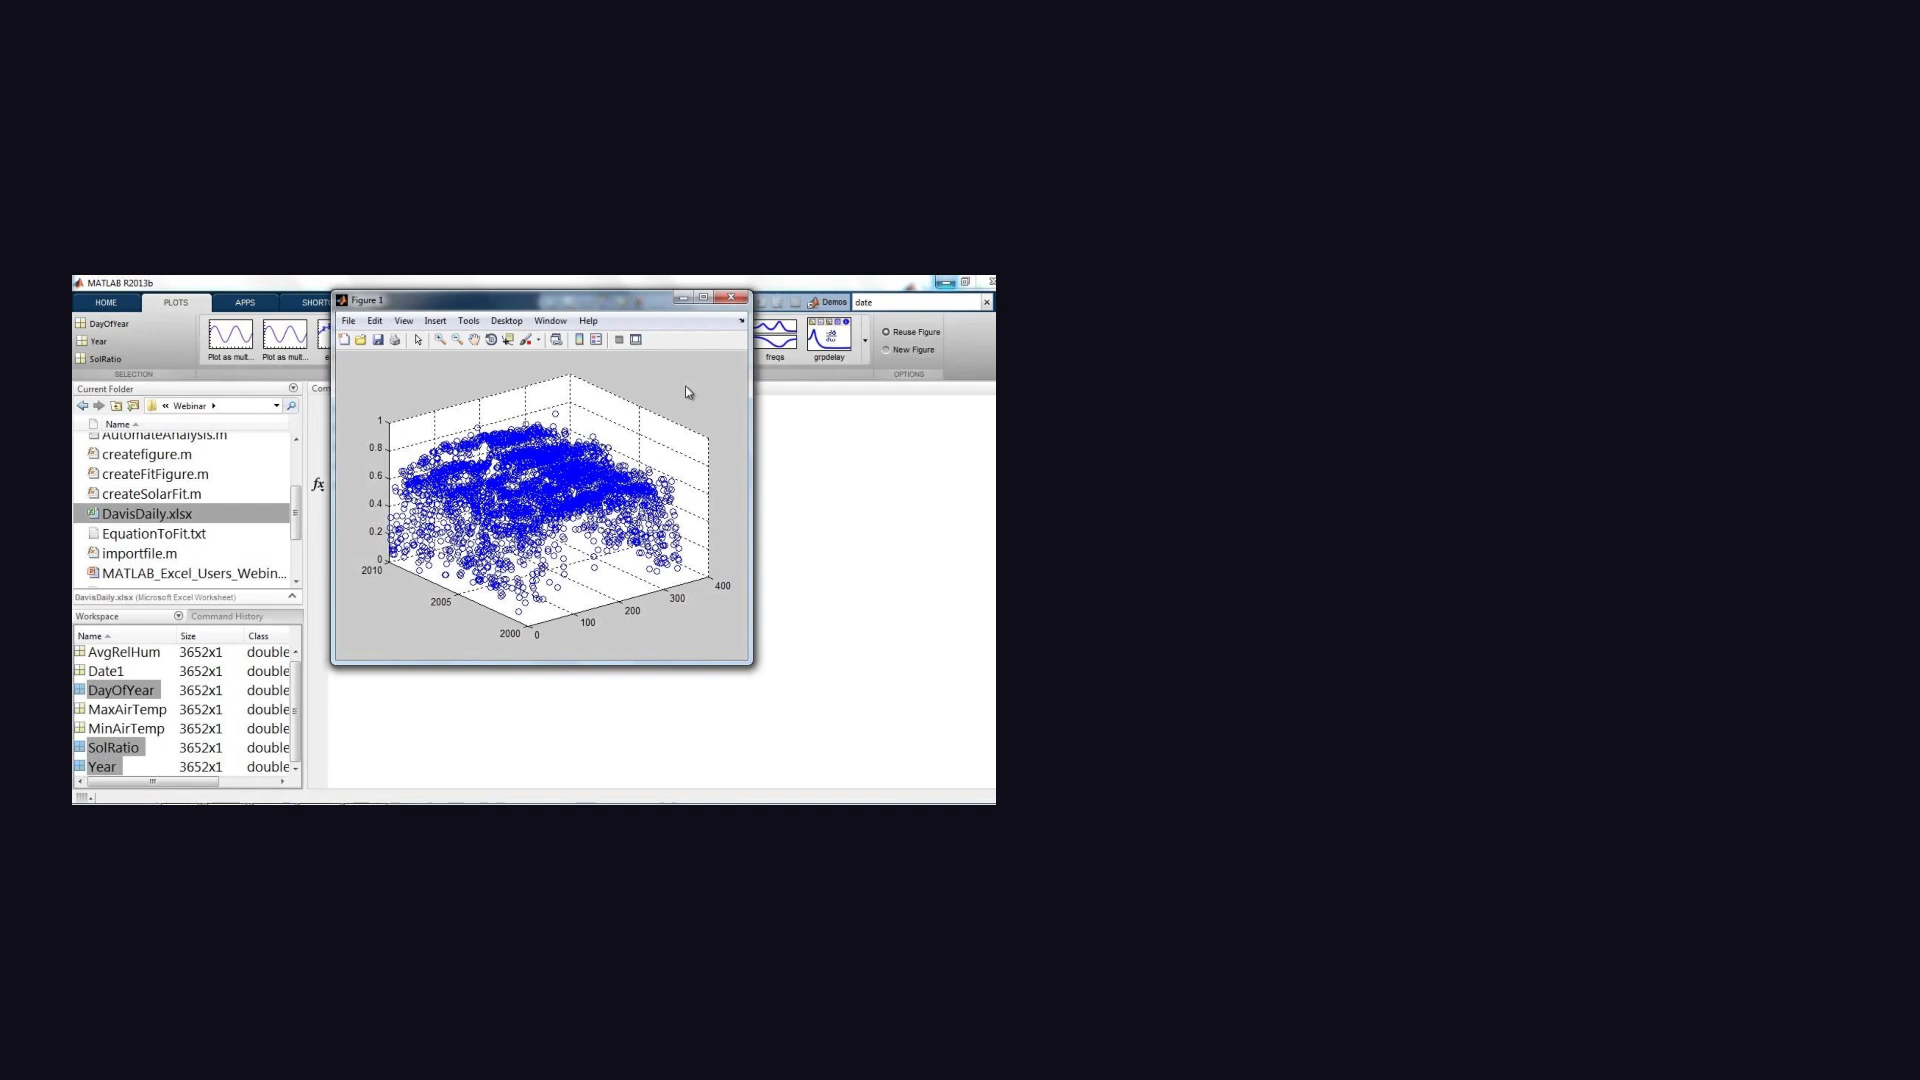 MATLAB R2013b
HOME PLOTS APPS SHORT
Demos date
DayOfYear
Year
SolRatio
SELECTION
Plot as mult... Plot as mult...
freqs grpdelay
Reuse Figure
New Figure
OPTIONS
Current Folder
« Webinar
Name
AutomateAnalysis.m
createfigure.m
createFitFigure.m
createSolarFit.m
DavisDaily.xlsx
EquationToFit.txt
importfile.m
MATLAB_Excel_Users_Webin...
DavisDaily.xlsx (Microsoft Excel Worksheet)
Workspace Command History
Name Size Class
AvgRelHum 3652x1 double
Date1 3652x1 double
DayOfYear 3652x1 double
MaxAirTemp 3652x1 double
MinAirTemp 3652x1 double
SolRatio 3652x1 double
Year 3652x1 double
Com
fx
Figure 1
File Edit View Insert Tools Desktop Window Help
1
0.8
0.6
0.4
0.2
0
2010
2005
2000
0
100
200
300
400